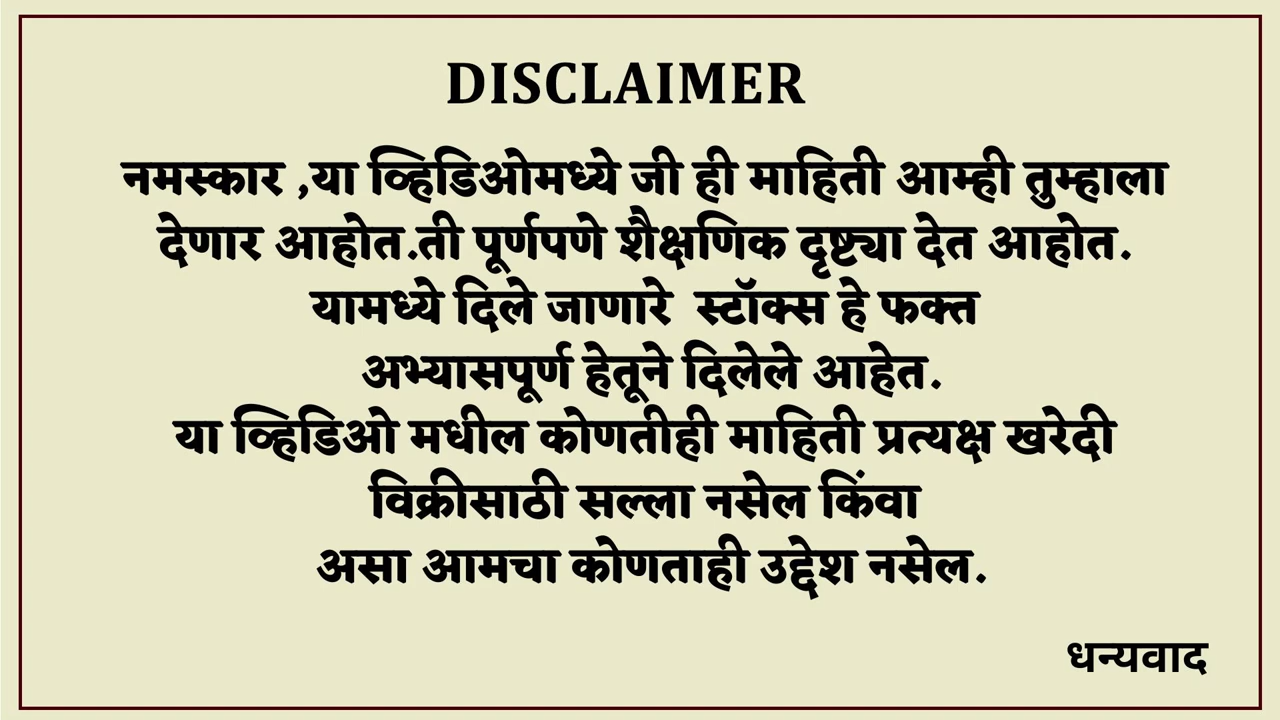 DISCLAIMER
नमस्कार ,या व्हिडिओमध्ये जी ही माहिती आम्ही तुम्हाला
देणार आहोत.ती पूर्णपणे शैक्षणिक दृष्ट्या देत आहोत.
यामध्ये दिले जाणारे स्टॉक्स हे फक्त
अभ्यासपूर्ण हेतूने दिलेले आहेत.
या व्हिडिओ मधील कोणतीही माहिती प्रत्यक्ष खरेदी
विक्रीसाठी सल्ला नसेल किंवा
असा आमचा कोणताही उद्देश नसेल.
धन्यवाद